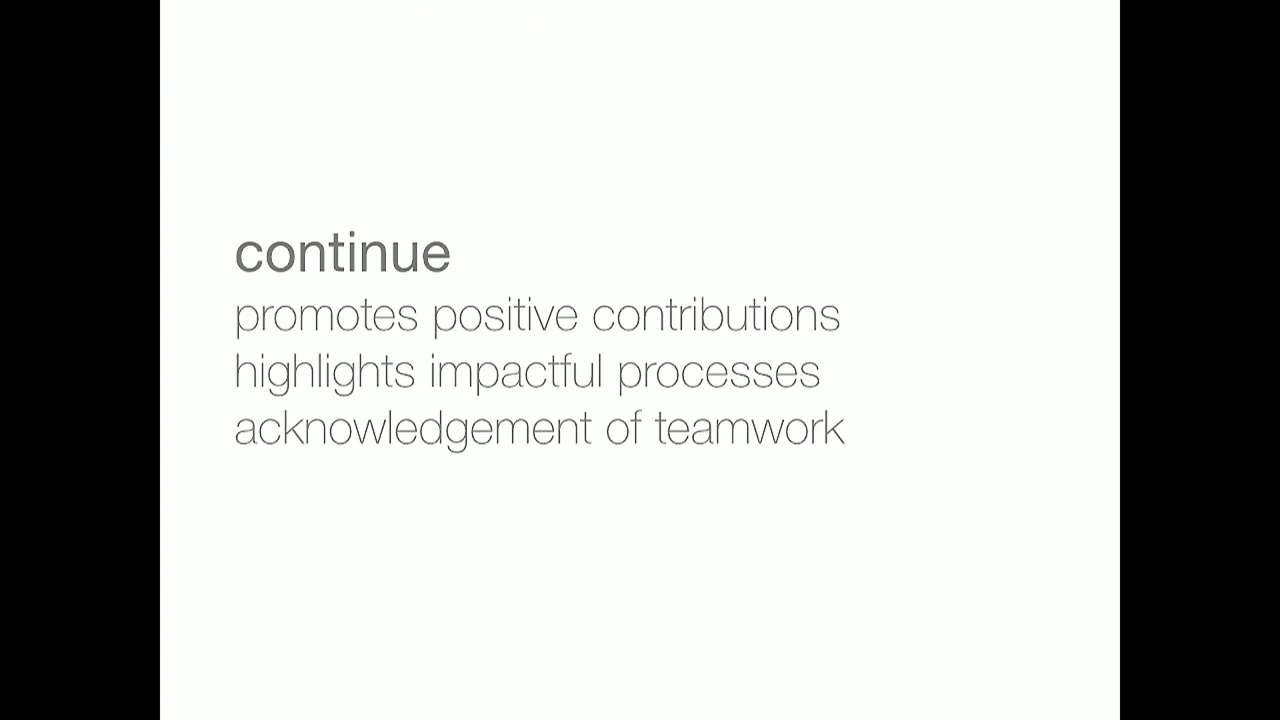 continue
promotes positive contributions
highlights impactful processes
acknowledgement of teamwork